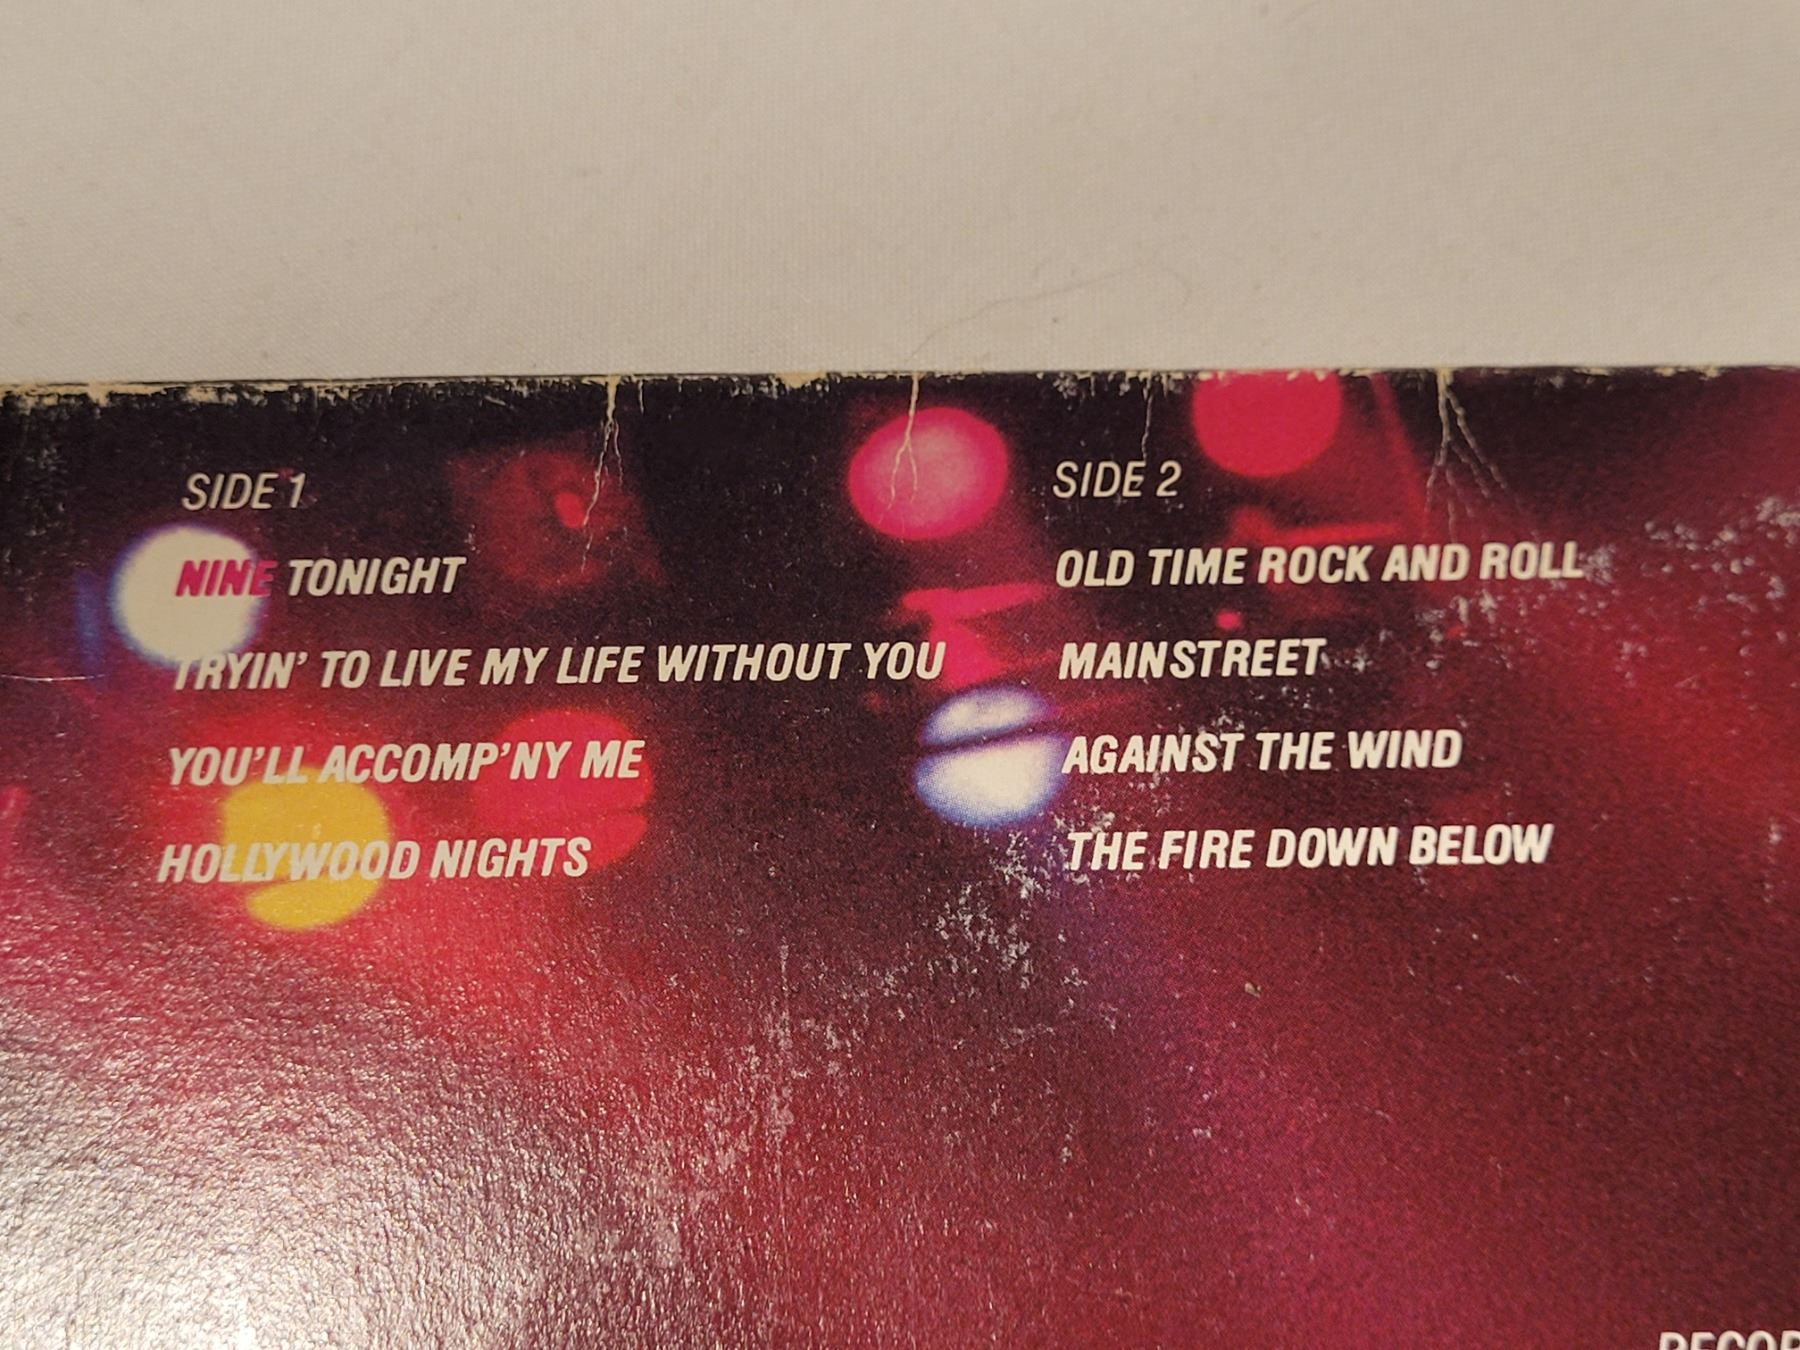 SIDE 1
NINE TONIGHT
TRYIN' TO LIVE MY LIFE WITHOUT YOU
YOU'LL ACCOMP'NY ME
HOLLYWOOD NIGHTS
SIDE 2
OLD TIME ROCK AND ROLL
MAINSTREET
AGAINST THE WIND
THE FIRE DOWN BELOW